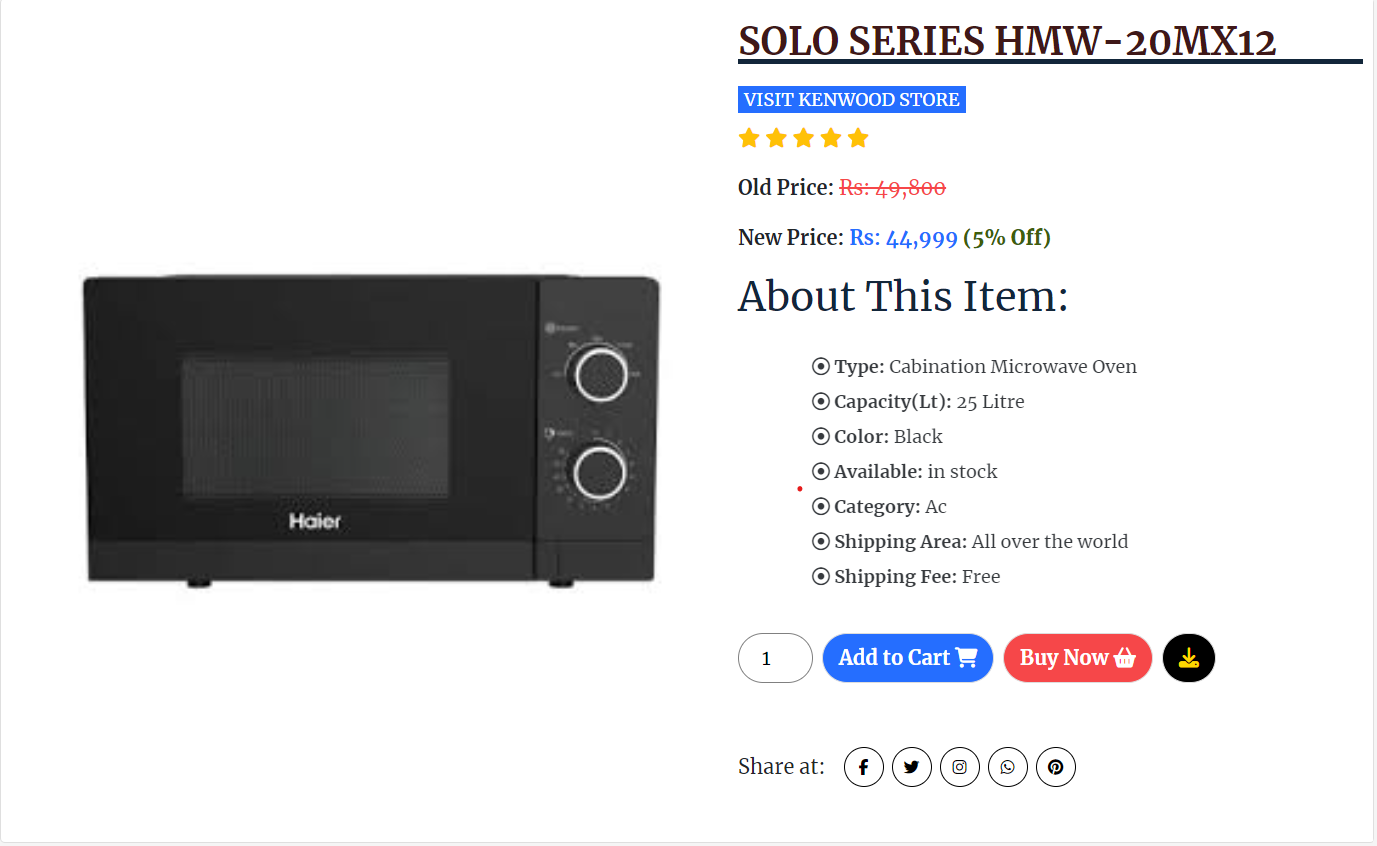 SOLO SERIES HMW-20MX12
VISIT KENWOOD STORE
Old Price: Rs: 49,800
New Price: Rs: 44,999 (5% Off)
About This Item:
Type: Cabination Microwave Oven
Capacity(Lt): 25 Litre
Color: Black
Available: in stock
Category: Ac
Shipping Area: All over the world
Shipping Fee: Free
1
Add to Cart
Buy Now
Share at:
Haier